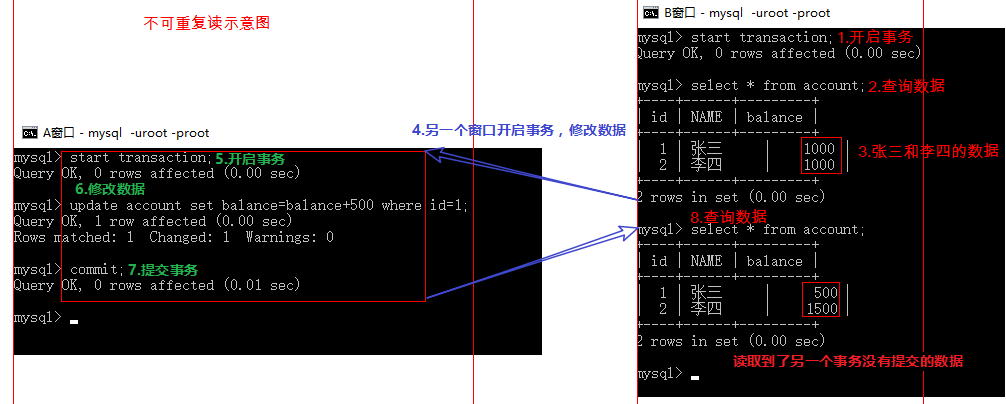 不可重复读示意图
A窗口 - mysql  -uroot -proot
mysql> start transaction; 5.开启事务
Query OK, 0 rows affected (0.00 sec)
6.修改数据
mysql> update account set balance=balance+500 where id=1;
Query OK, 1 row affected (0.00 sec)
Rows matched: 1  Changed: 1  Warnings: 0
mysql> commit; 7.提交事务
Query OK, 0 rows affected (0.01 sec)
mysql>
4.另一个窗口开启事务，修改数据
B窗口 - mysql  -uroot -proot
mysql> start transaction; 1.开启事务
Query OK, 0 rows affected (0.00 sec)
mysql> select * from account; 2.查询数据
+----+------+---------+
| id | NAME | balance |
+----+------+---------+
|  1 | 张三 |    1000 |
|  2 | 李四 |    1000 |
+----+------+---------+
3.张三和李四的数据
2 rows in set (0.00 sec)
8.查询数据
mysql> select * from account;
+----+------+---------+
| id | NAME | balance |
+----+------+---------+
|  1 | 张三 |     500 |
|  2 | 李四 |    1500 |
+----+------+---------+
2 rows in set (0.00 sec)
读取到了另一个事务没有提交的数据
mysql>